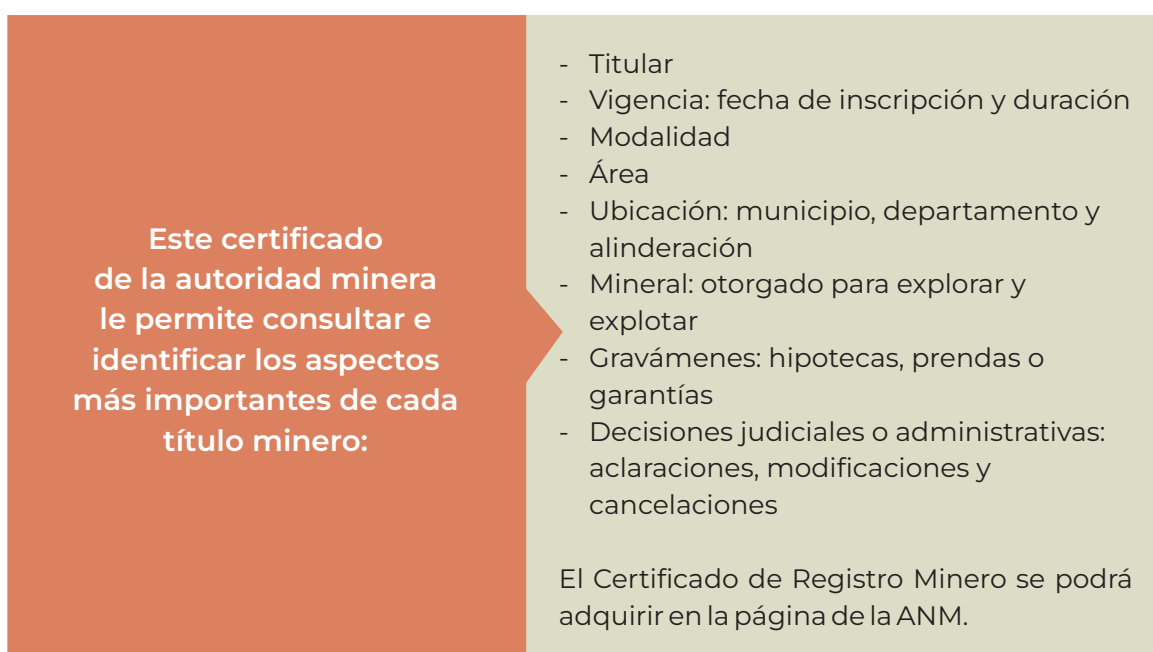 Este certificado
de la autoridad minera
le permite consultar e
identificar los aspectos
más importantes de cada
título minero:
- Titular
- Vigencia: fecha de inscripción y duración
- Modalidad
- Área
- Ubicación: municipio, departamento y
alinderación
- Mineral: otorgado para explorar y
explotar
- Gravámenes: hipotecas, prendas o
garantías
- Decisiones judiciales o administrativas:
aclaraciones, modificaciones y
cancelaciones
El Certificado de Registro Minero se podrá
adquirir en la página de la ANM.